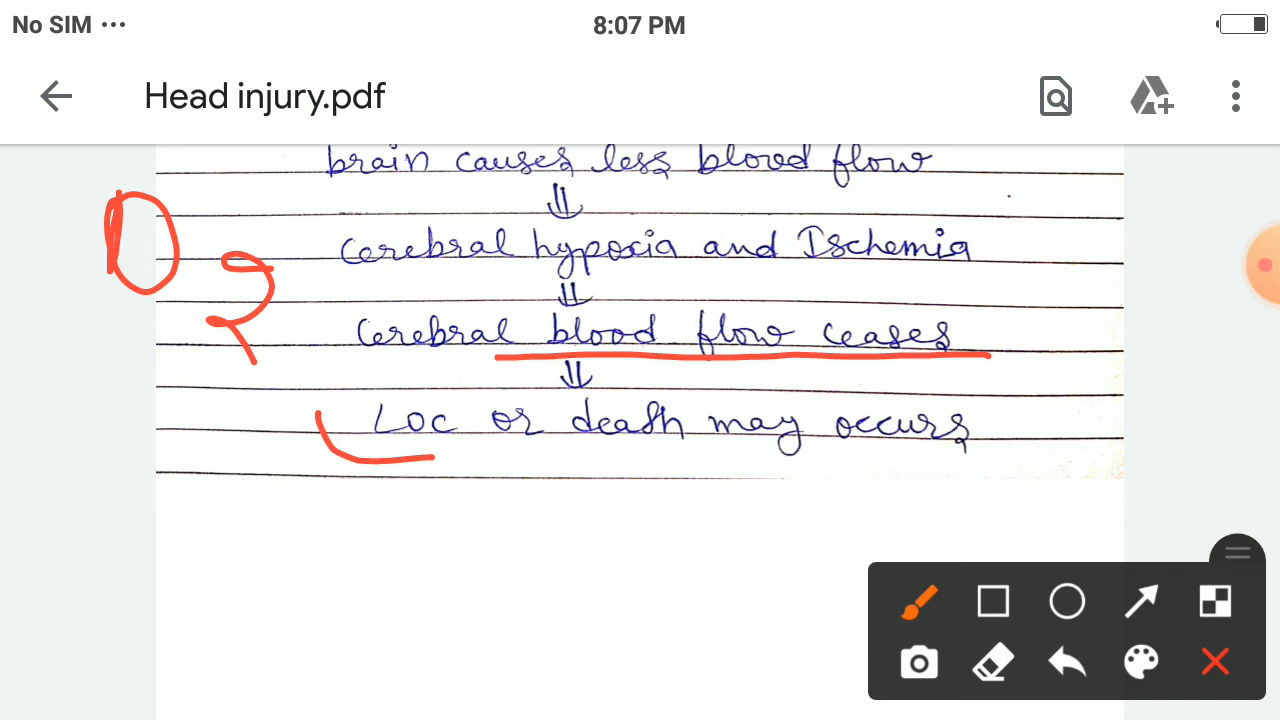 No SIM ...
8:07 PM
Head injury.pdf
brain causes less blood flow
⇓
Cerebral hypoxia and Ischemia
⇓
Cerebral blood flow ceases
⇓
LOC or death may occurs